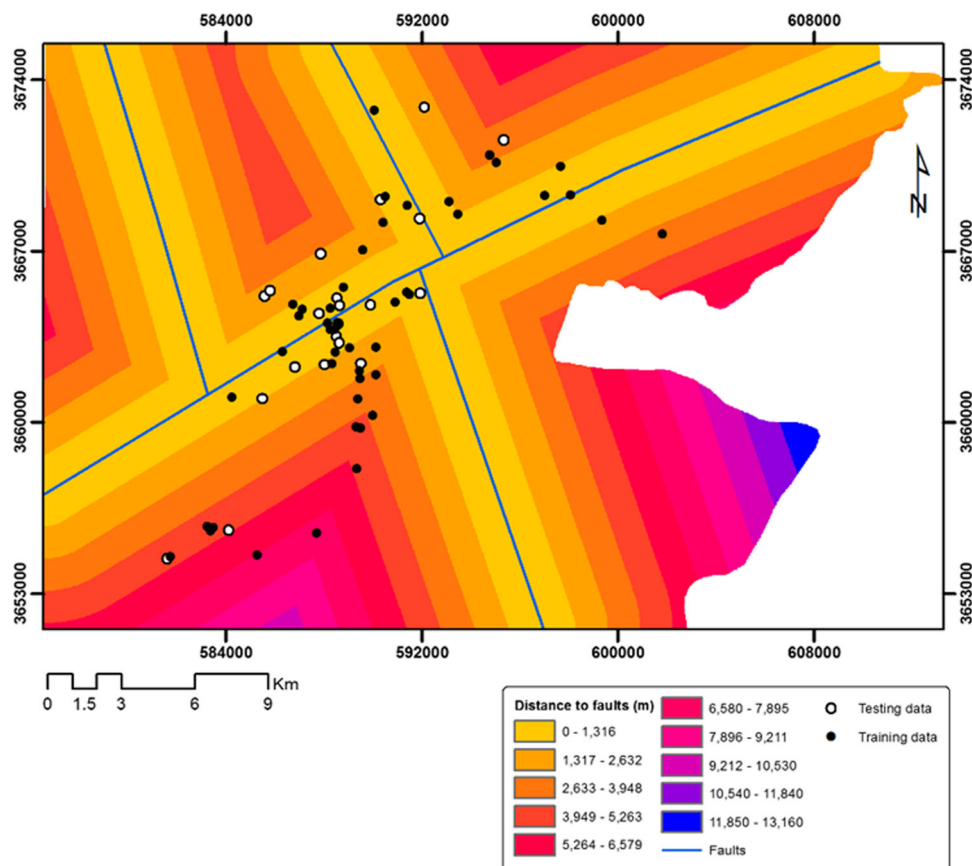 584000 592000 600000 608000
3674000 3674000
3667000 3667000
3660000 3660000
3653000 3653000
N
584000 592000 600000 608000
Km
0 1.5 3 6 9
Distance to faults (m)
0 - 1,316
1,317 - 2,632
2,633 - 3,948
3,949 - 5,263
5,264 - 6,579
6,580 - 7,895
7,896 - 9,211
9,212 - 10,530
10,540 - 11,840
11,850 - 13,160
Faults
Testing data
Training data